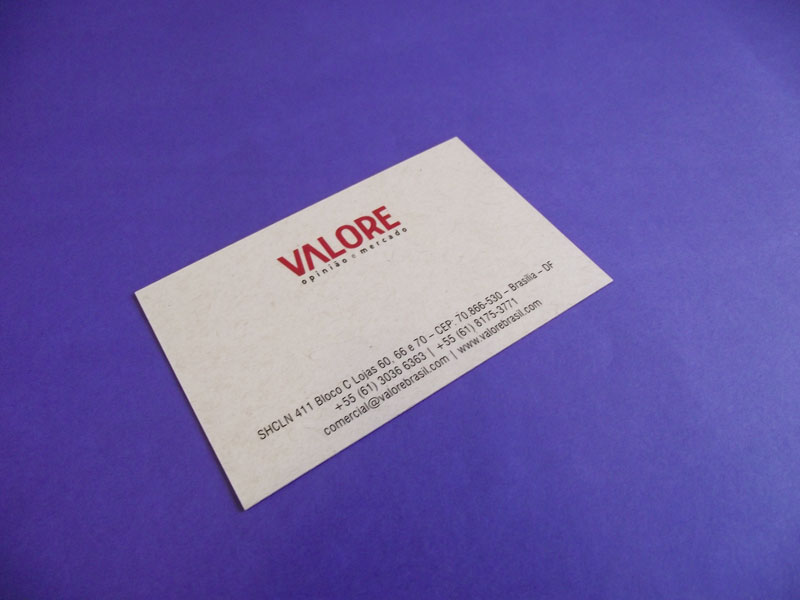 VALORE
opinião e mercado
SHCLN 411 Bloco C Lojas 60, 66 e 70 – CEP: 70.866-530 – Brasília – DF
+55 (61) 3036 6363 | +55 (61) 8175-3771
comercial@valorebrasil.com | www.valorebrasil.com